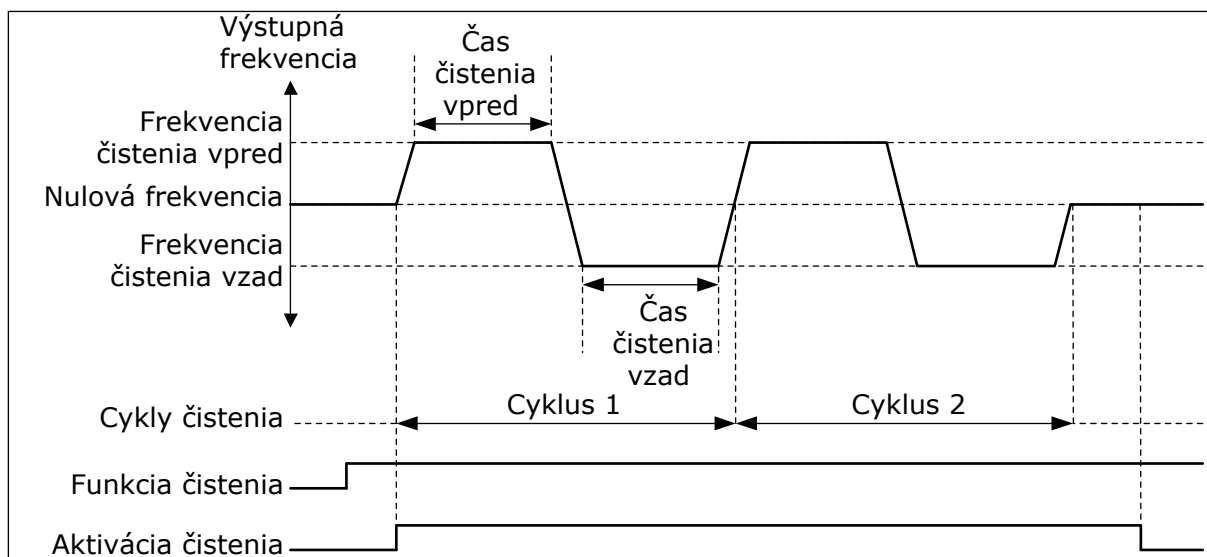 Výstupná
frekvencia
Čas
čistenia
vpred
Frekvencia
čistenia vpred
Nulová frekvencia
Frekvencia
čistenia vzad
Čas
čistenia
vzad
Cykly čistenia
Cyklus 1
Cyklus 2
Funkcia čistenia
Aktivácia čistenia